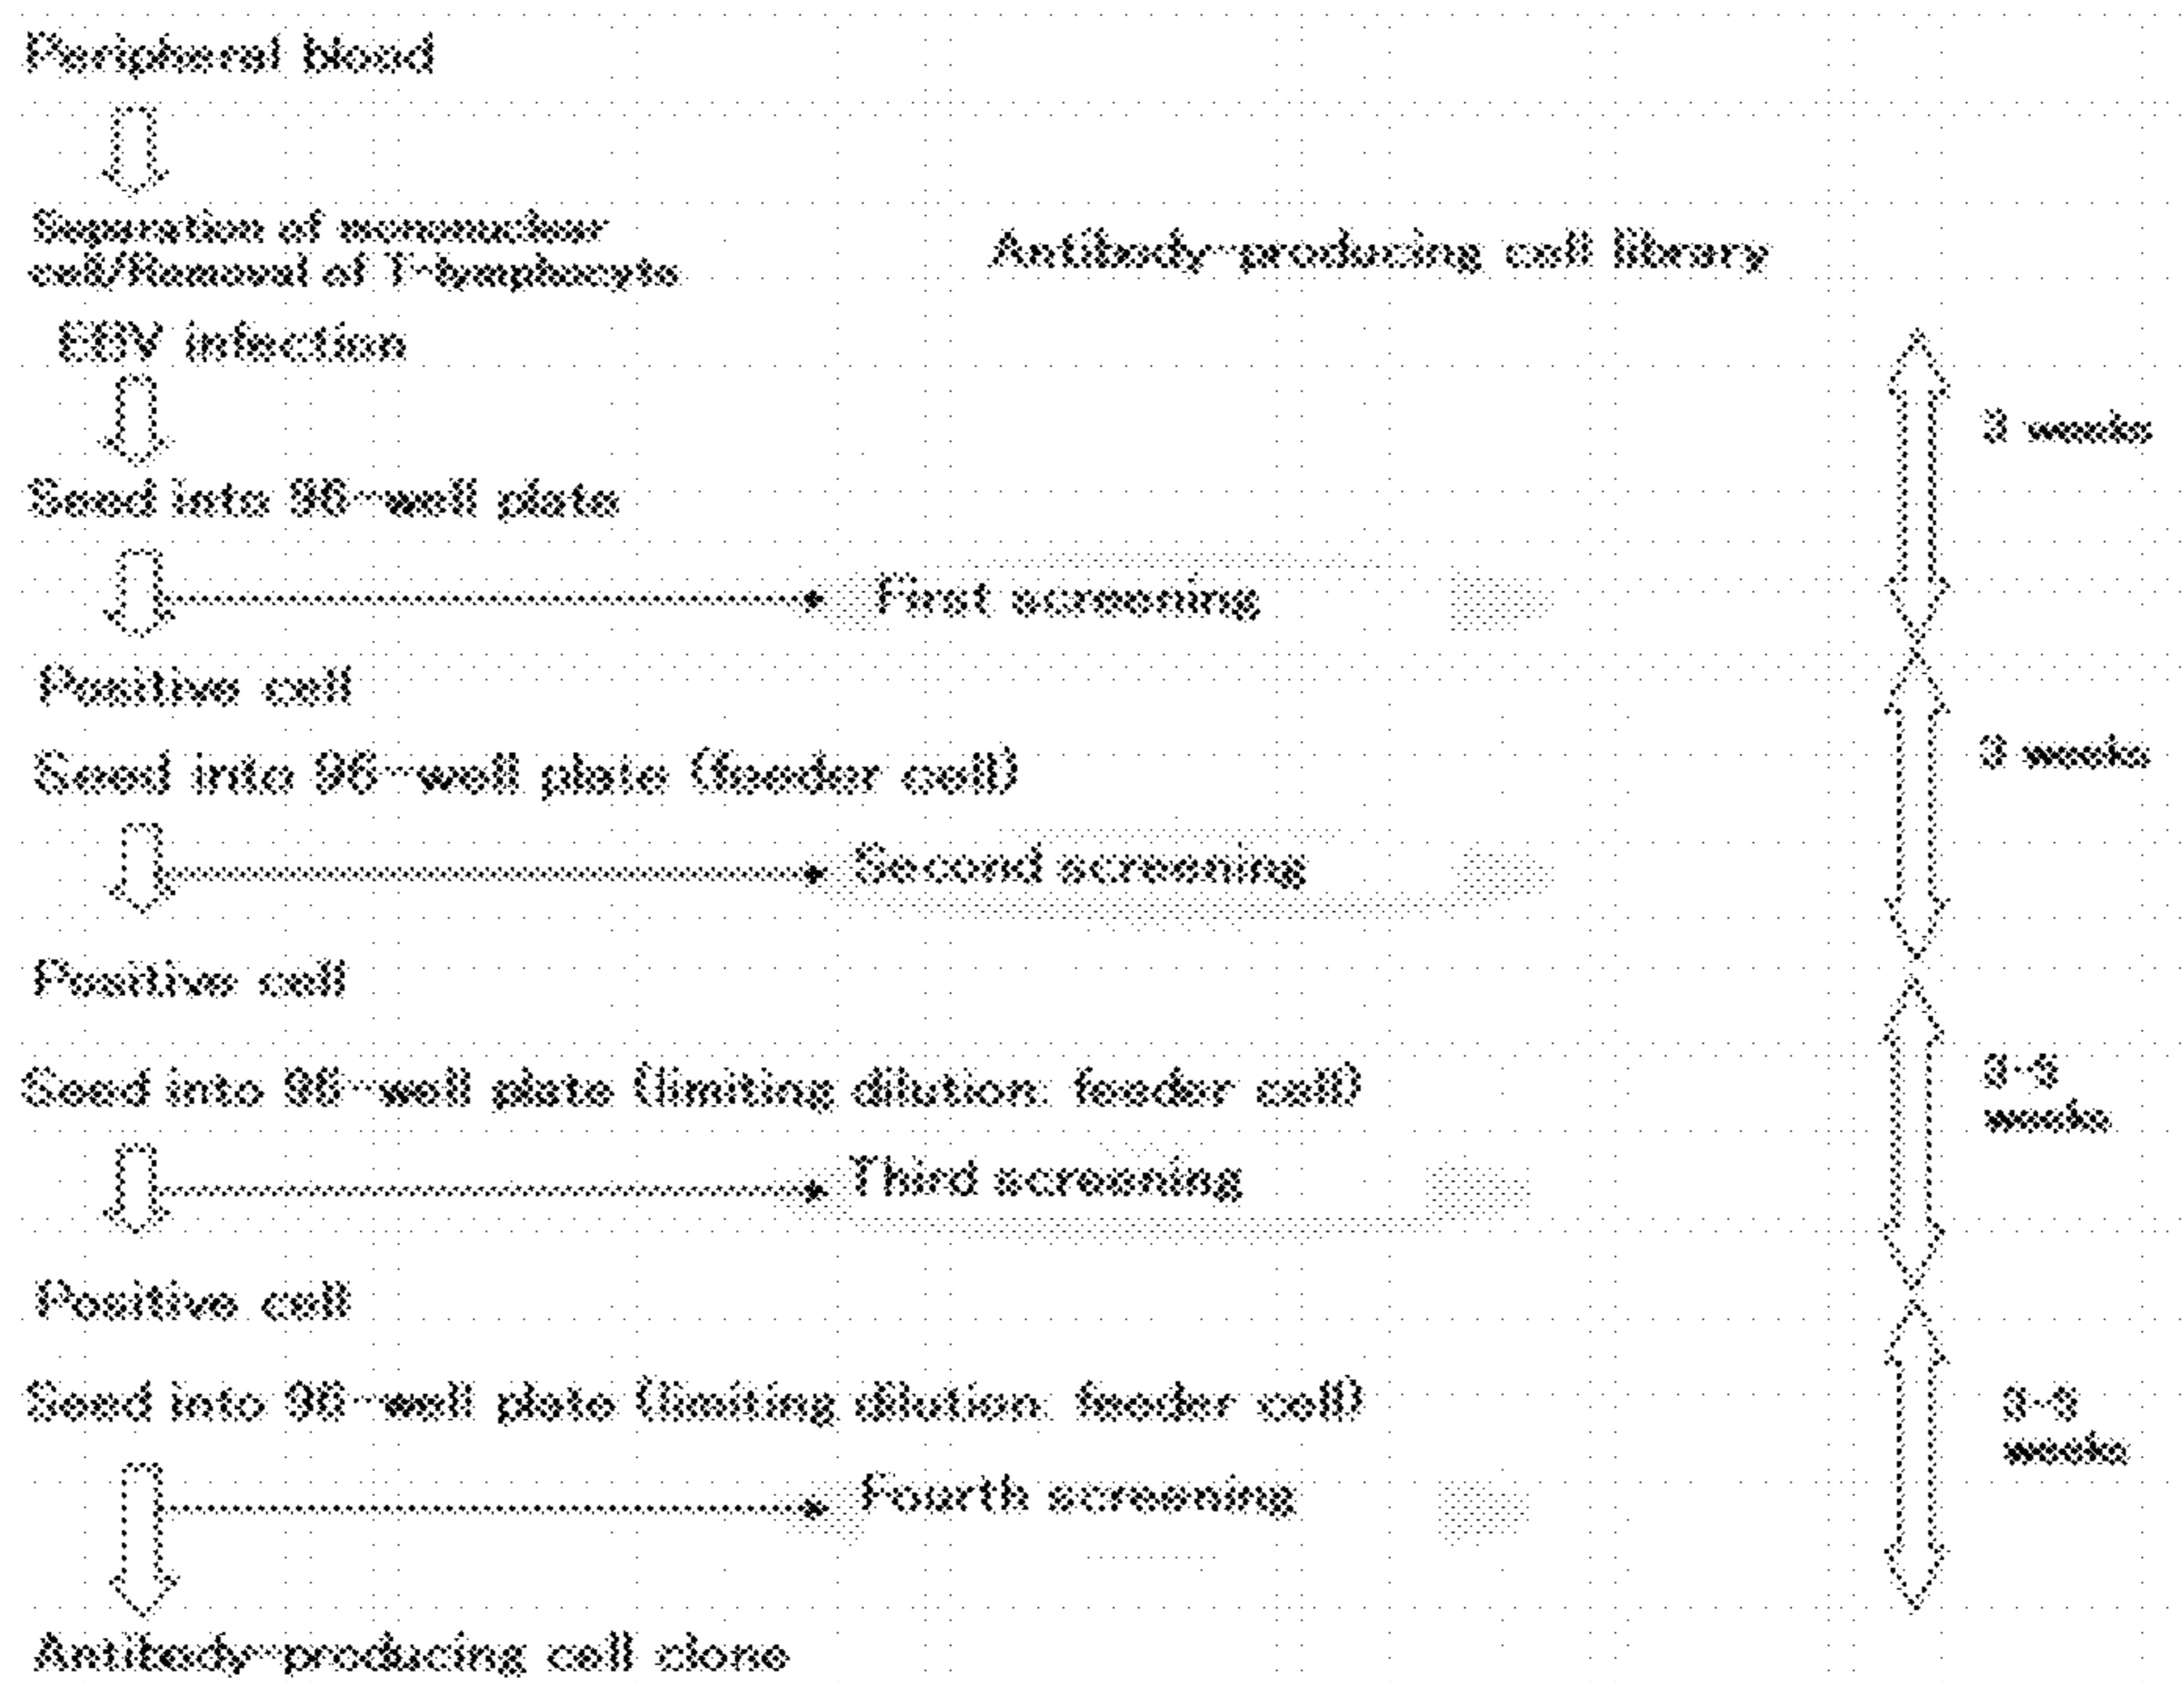 Peripheral blood
Separation of mononuclear
cell/Removal of T-lymphocyte
Antibody-producing cell library
EBV infection
3 weeks
Seed into 96-well plate
First screening
Positive cell
3 weeks
Seed into 96-well plate (feeder cell)
Second screening
Positive cell
weeks
Seed into 96-well plate (limiting dilution: feeder cell)
Third screening
Positive cell
weeks
Seed into 96-well plate (limiting dilution: feeder cell)
Fourth screening
Antibody-producing cell clone